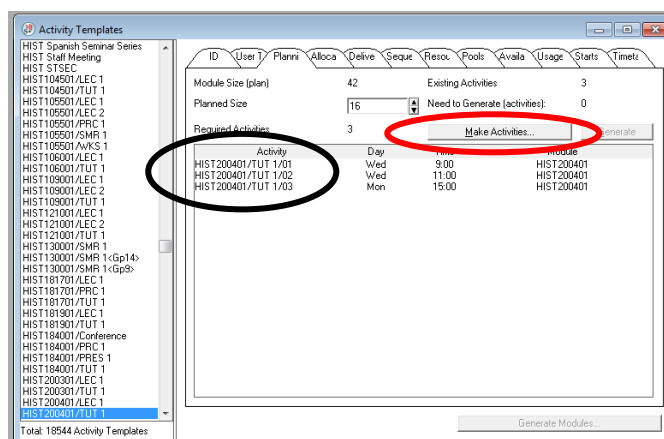 Activity Templates
HIST Spanish Seminar Series
HIST Staff Meeting
HIST STSEC
HIST104501/LEC 1
HIST104501/TUT 1
HIST105501/LEC 1
HIST105501/LEC 2
HIST105501/PRC 1
HIST105501/SMR 1
HIST105501/WKS 1
HIST106001/LEC 1
HIST106001/TUT 1
HIST109001/LEC 1
HIST109001/LEC 2
HIST109001/TUT 1
HIST121001/LEC 1
HIST121001/LEC 2
HIST121001/TUT 1
HIST130001/SMR 1
HIST130001/SMR 1<Gp14>
HIST130001/SMR 1<Gp9>
HIST181701/LEC 1
HIST181701/PRC 1
HIST181701/TUT 1
HIST181901/LEC 1
HIST181901/TUT 1
HIST184001/Conference
HIST184001/PRC 1
HIST184001/PRES 1
HIST184001/TUT 1
HIST200301/LEC 1
HIST200301/TUT 1
HIST200401/LEC 1
HIST200401/TUT 1
Total: 18544 Activity Templates
ID User T Planni Alloca Delive Seque Resou Pools Availa Usage Starts Timeta
Module Size (plan) 42 Existing Activities 3
Planned Size 16 Need to Generate (activities): 0
Required Activities 3 Make Activities... Generate
Activity Day Module
HIST200401/TUT 1/01 Wed 9:00 HIST200401
HIST200401/TUT 1/02 Wed 11:00 HIST200401
HIST200401/TUT 1/03 Mon 15:00 HIST200401
Generate Modules...